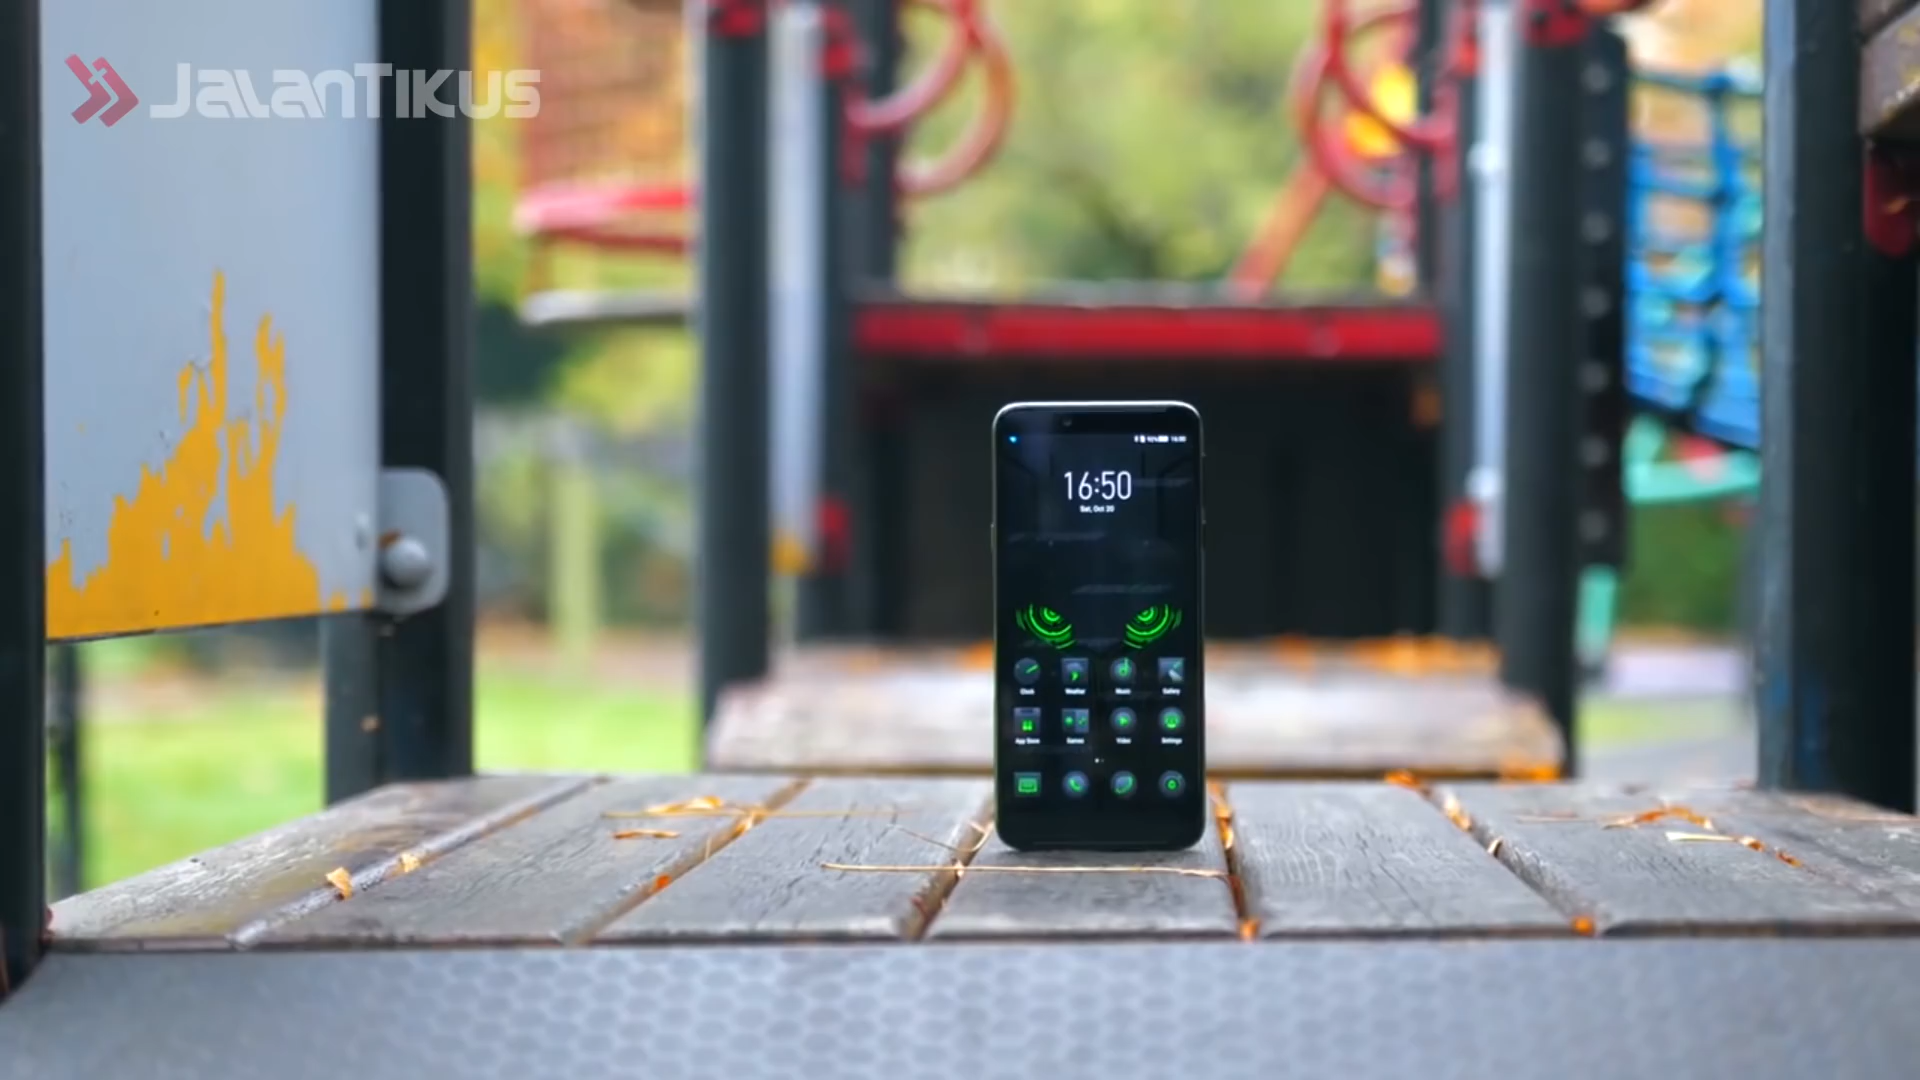 JALANTIKUS
16:50
Sat, Oct 20
Clock Weather Music Gallery
App Store Games Video Settings